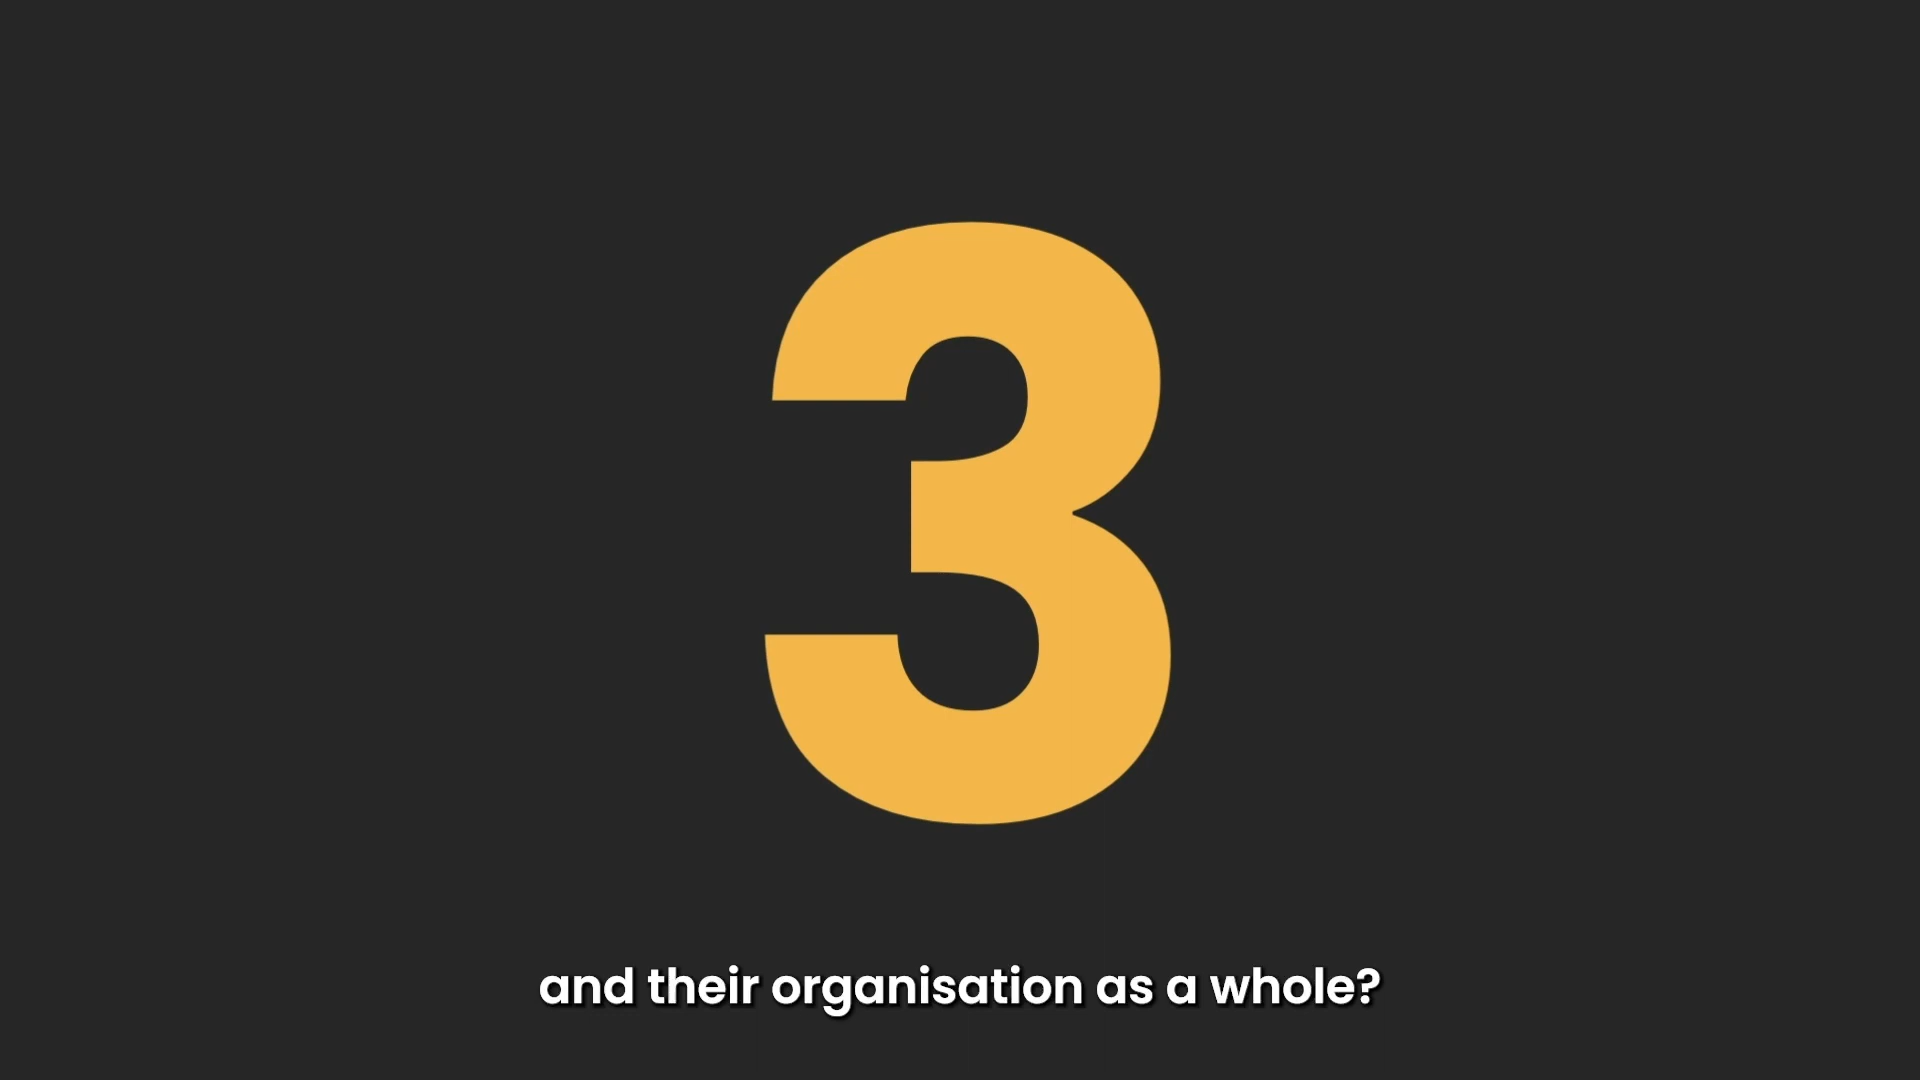 3
and their organisation as a whole?